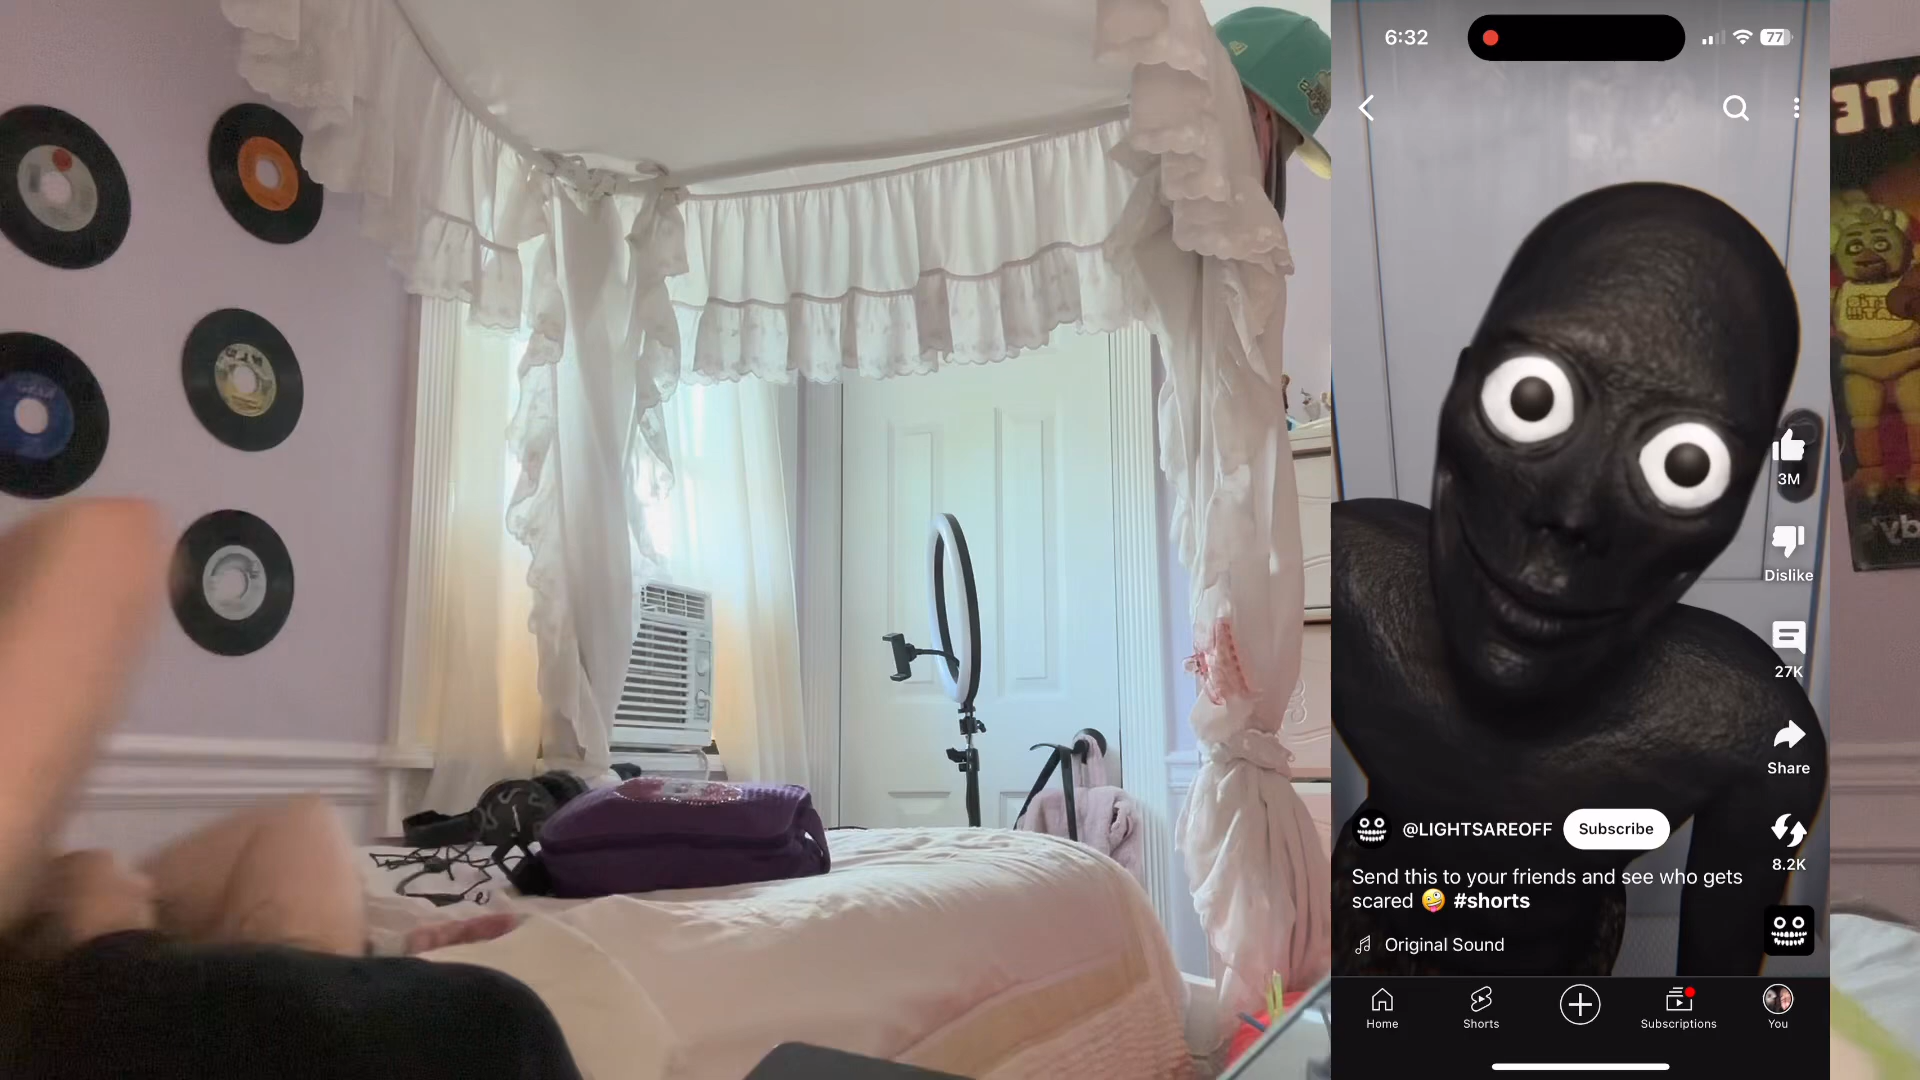 6:32
77
3M
Dislike
27K
Share
@LIGHTSAREOFF
Subscribe
8.2K
Send this to your friends and see who gets
scared 🤪 #shorts
Original Sound
Home
Shorts
Subscriptions
You